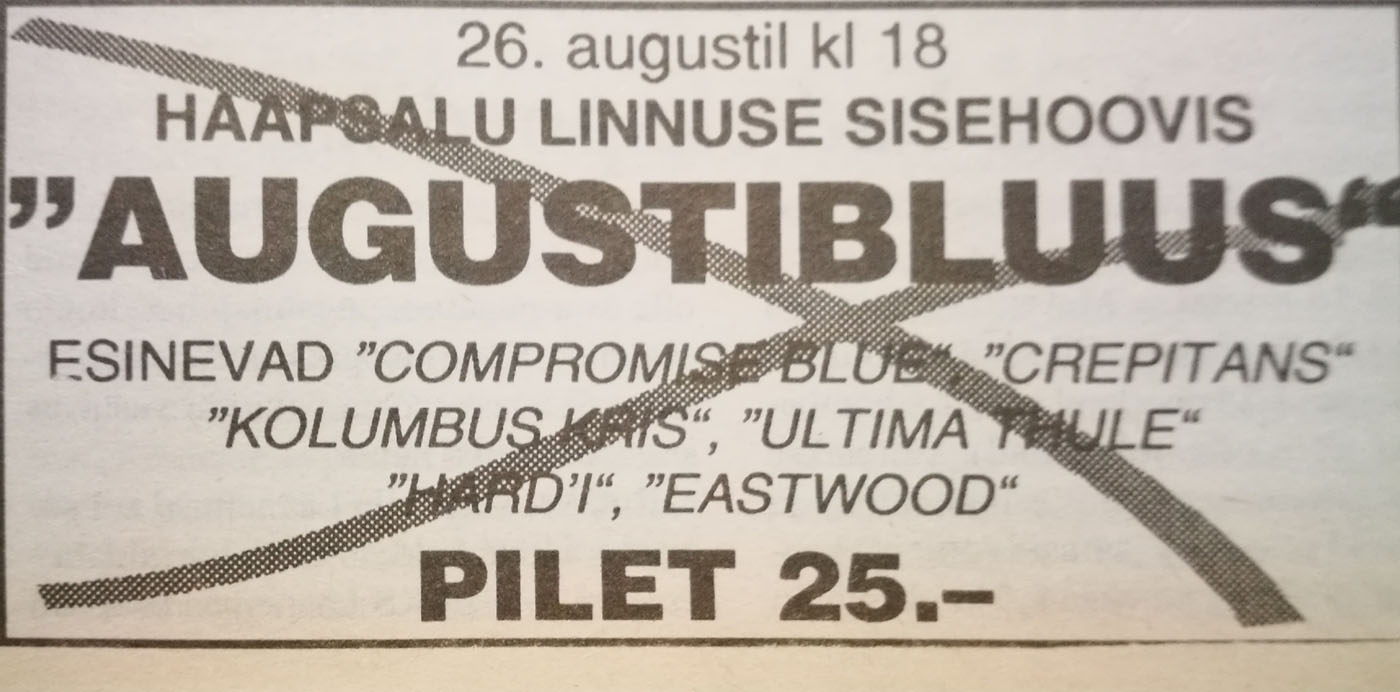 26. augustil kl 18
HAAPSALU LINNUSE SISEHOOVIS
”AUGUSTIBLUUS“
ESINEVAD ”COMPROMISE BLUE“, ”CREPITANS“
”KOLUMBUS KRIS“, ”ULTIMA THULE“
”HARD’I“, ”EASTWOOD“
PILET 25.–